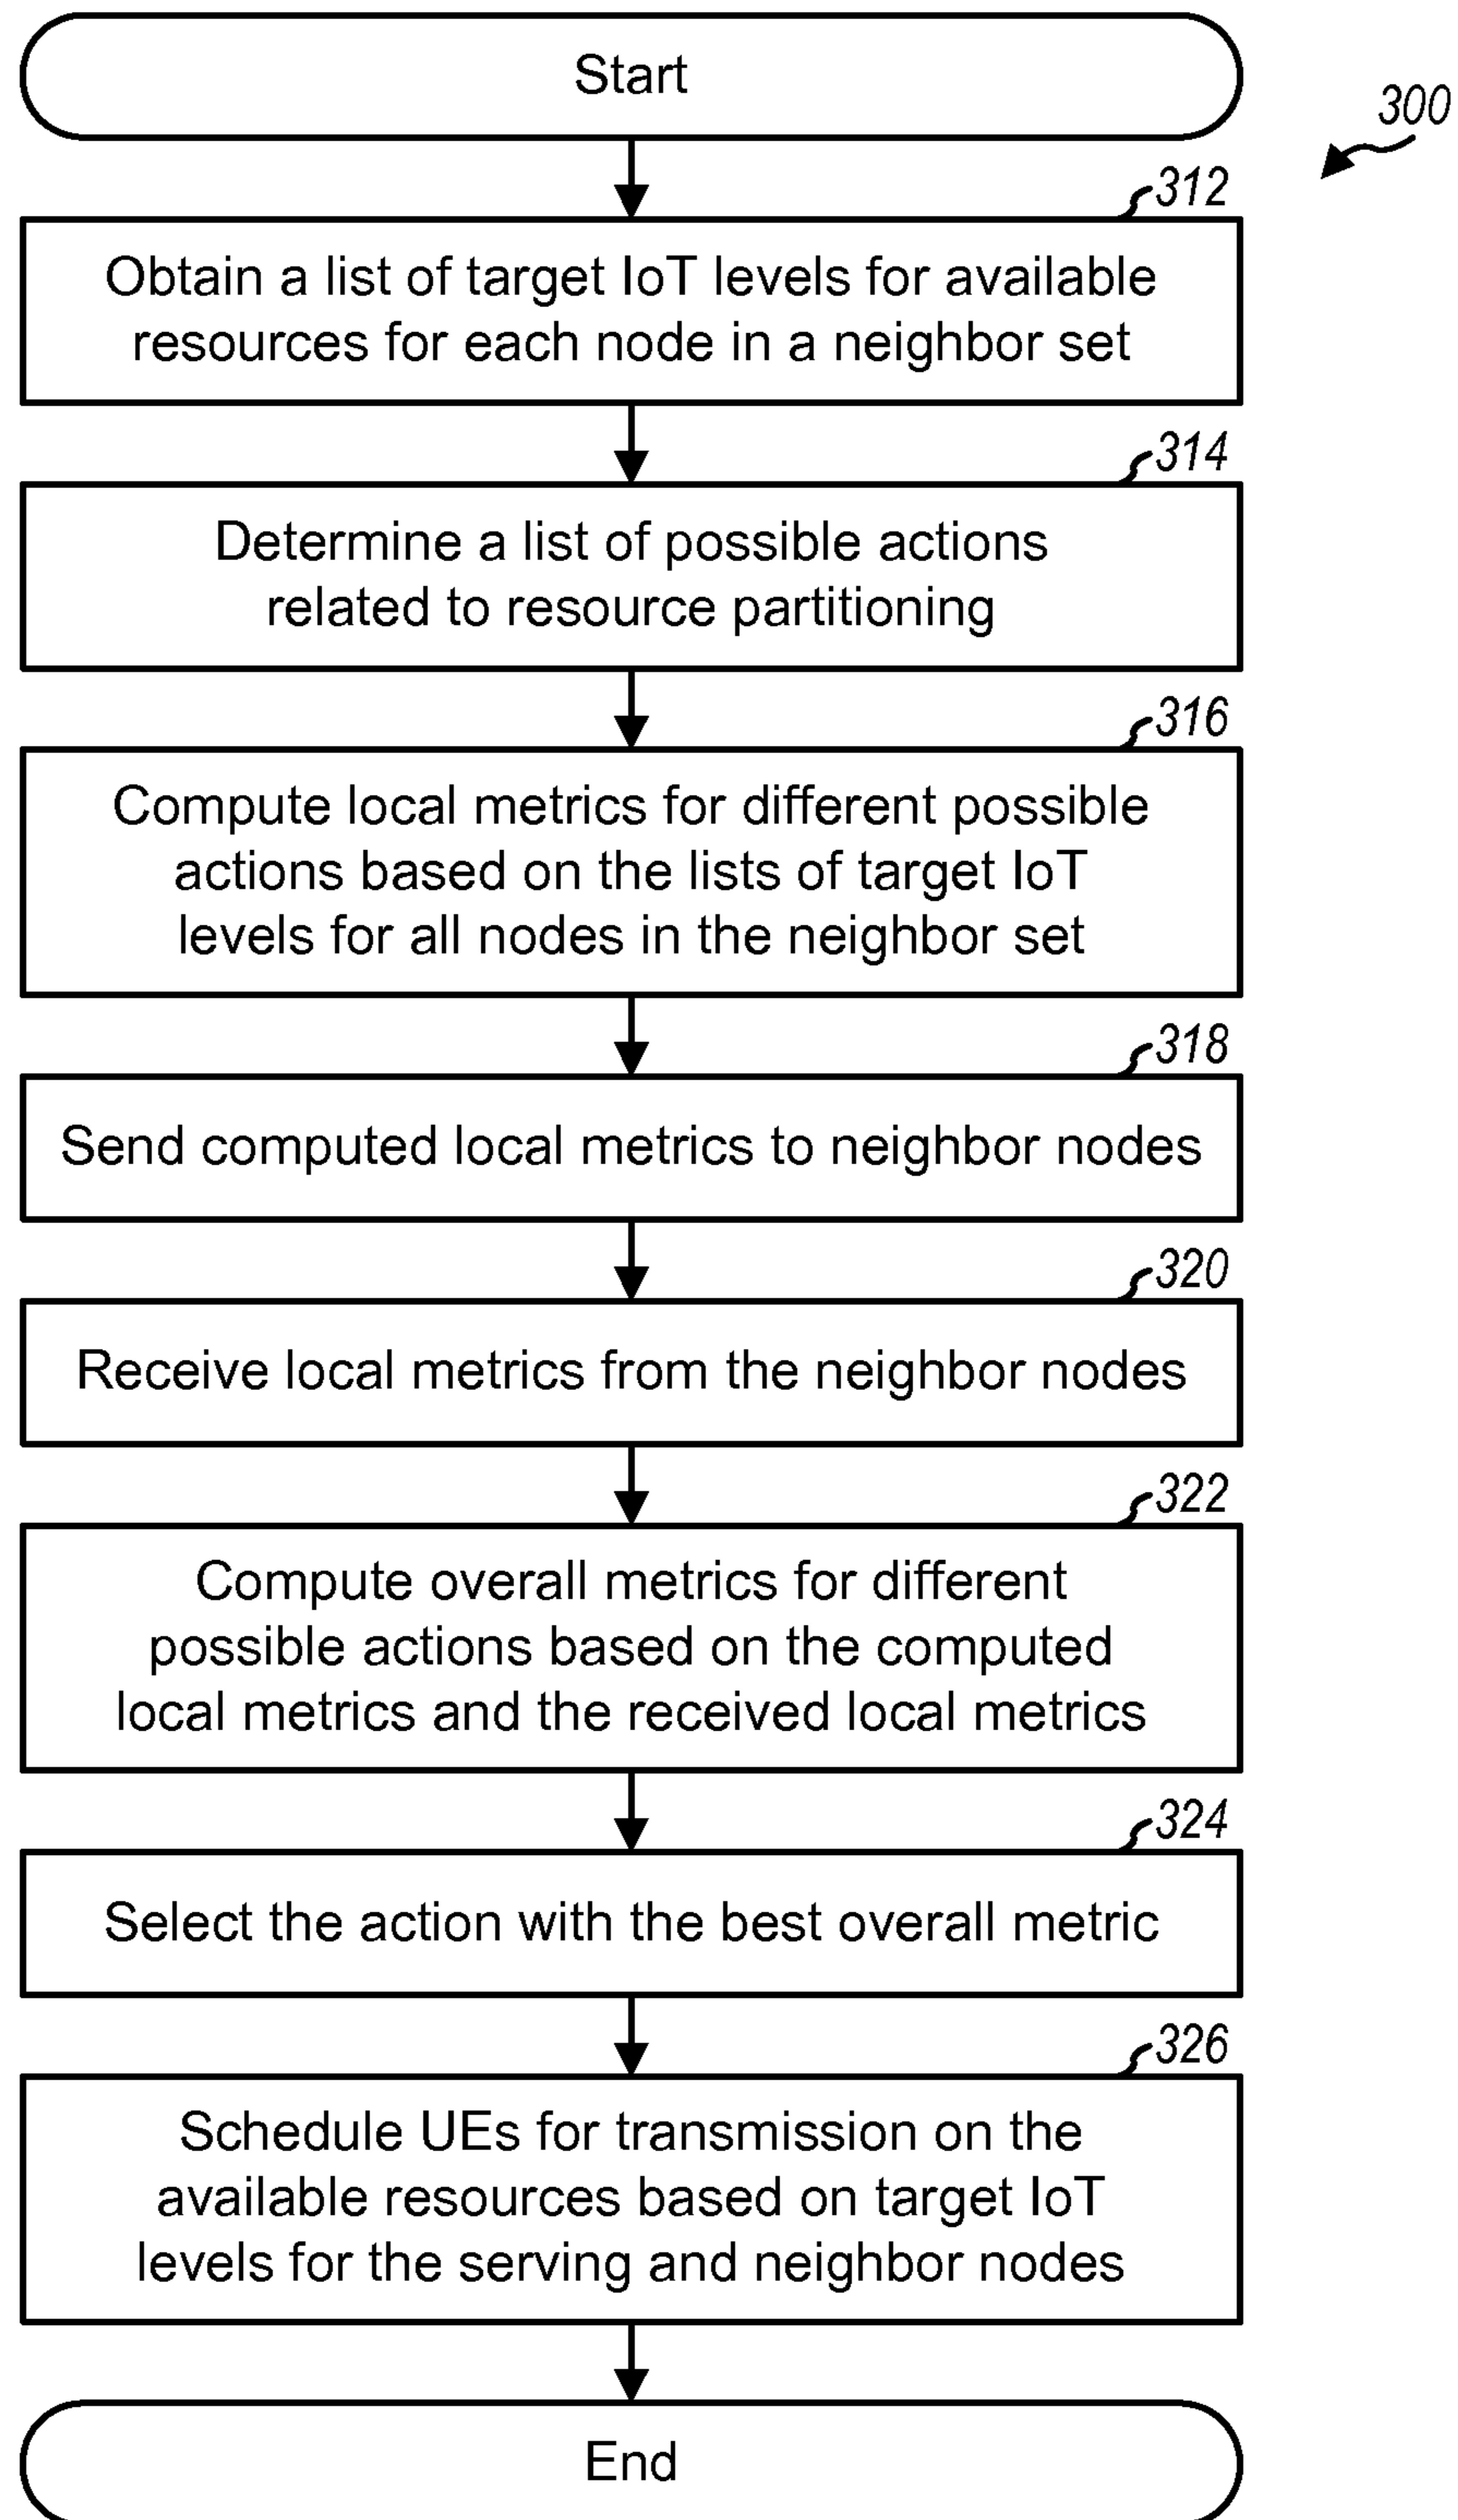 Start
300
312
Obtain a list of target IoT levels for available
resources for each node in a neighbor set
314
Determine a list of possible actions
related to resource partitioning
316
Compute local metrics for different possible
actions based on the lists of target IoT
levels for all nodes in the neighbor set
318
Send computed local metrics to neighbor nodes
320
Receive local metrics from the neighbor nodes
322
Compute overall metrics for different
possible actions based on the computed
local metrics and the received local metrics
324
Select the action with the best overall metric
326
Schedule UEs for transmission on the
available resources based on target IoT
levels for the serving and neighbor nodes
End